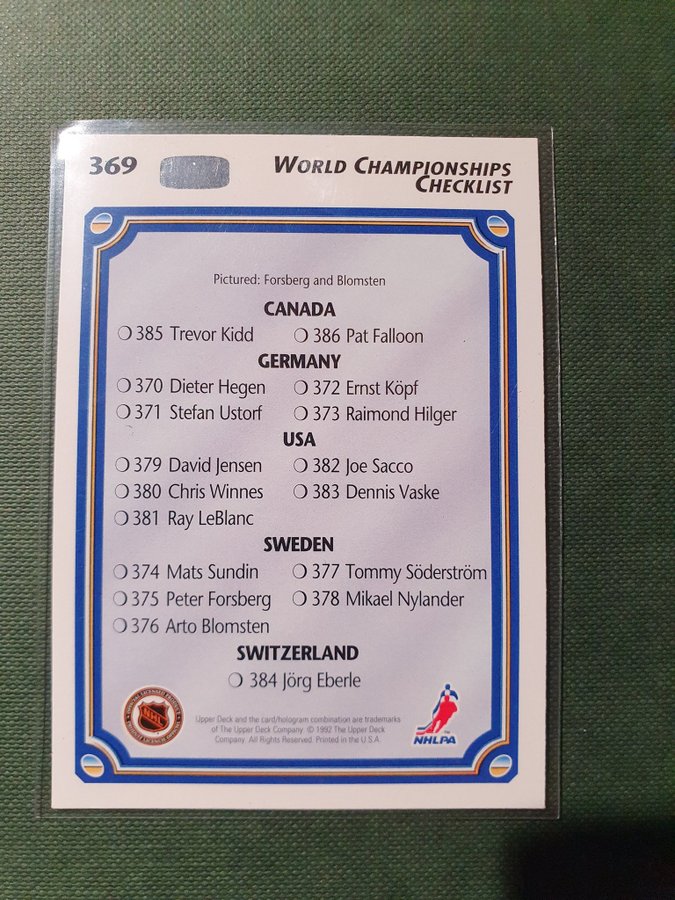 369
WORLD CHAMPIONSHIPS
CHECKLIST
Pictured: Forsberg and Blomsten
CANADA
❍ 385 Trevor Kidd ❍ 386 Pat Falloon
GERMANY
❍ 370 Dieter Hegen ❍ 372 Ernst Köpf
❍ 371 Stefan Ustorf ❍ 373 Raimond Hilger
USA
❍ 379 David Jensen ❍ 382 Joe Sacco
❍ 380 Chris Winnes ❍ 383 Dennis Vaske
❍ 381 Ray LeBlanc
SWEDEN
❍ 374 Mats Sundin ❍ 377 Tommy Söderström
❍ 375 Peter Forsberg ❍ 378 Mikael Nylander
❍ 376 Arto Blomsten
SWITZERLAND
❍ 384 Jörg Eberle
NHL
Upper Deck and the card/hologram combination are trademarks
of The Upper Deck Company. © 1992 The Upper Deck
Company. All Rights Reserved. Printed in the U.S.A.
NHLPA